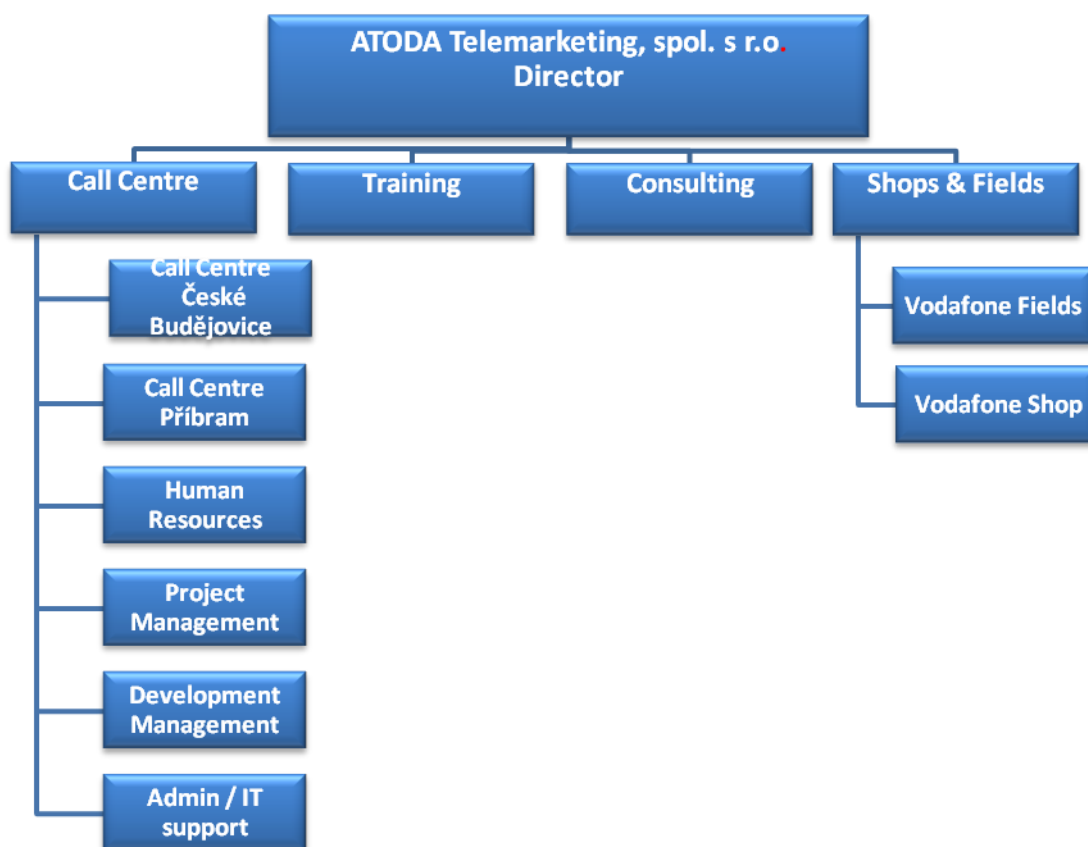 ATODA Telemarketing, spol. s r.o.
Director
Call Centre
Training
Consulting
Shops & Fields
Call Centre
České
Budějovice
Vodafone Fields
Call Centre
Příbram
Vodafone Shop
Human
Resources
Project
Management
Development
Management
Admin / IT
support